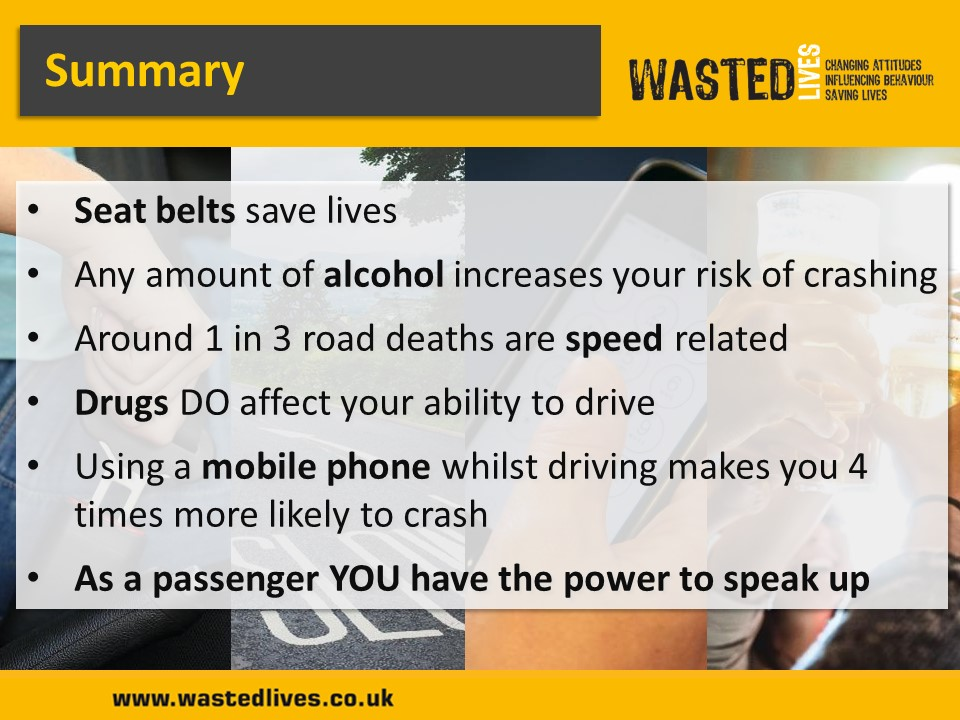 Summary
WASTED LIVES
CHANGING ATTITUDES
INFLUENCING BEHAVIOUR
SAVING LIVES
• Seat belts save lives
• Any amount of alcohol increases your risk of crashing
• Around 1 in 3 road deaths are speed related
• Drugs DO affect your ability to drive
• Using a mobile phone whilst driving makes you 4
times more likely to crash
• As a passenger YOU have the power to speak up
SLOW
www.wastedlives.co.uk